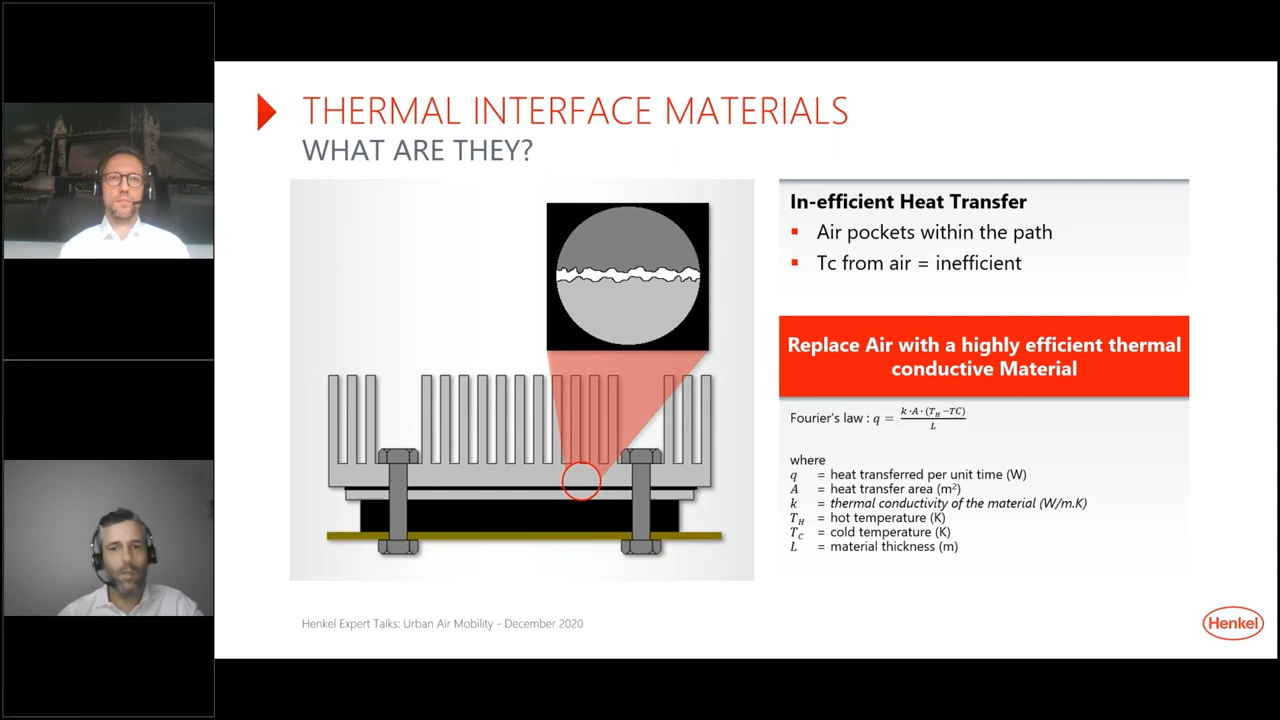 THERMAL INTERFACE MATERIALS
WHAT ARE THEY?
In-efficient Heat Transfer
▪ Air pockets within the path
▪ Tc from air = inefficient
Replace Air with a highly efficient thermal
conductive Material
Fourier's law : q = k·A·(T_H−TC)/L
where
q = heat transferred per unit time (W)
A = heat transfer area (m²)
k = thermal conductivity of the material (W/m.K)
T_H = hot temperature (K)
T_C = cold temperature (K)
L = material thickness (m)
Henkel Expert Talks: Urban Air Mobility - December 2020
Henkel